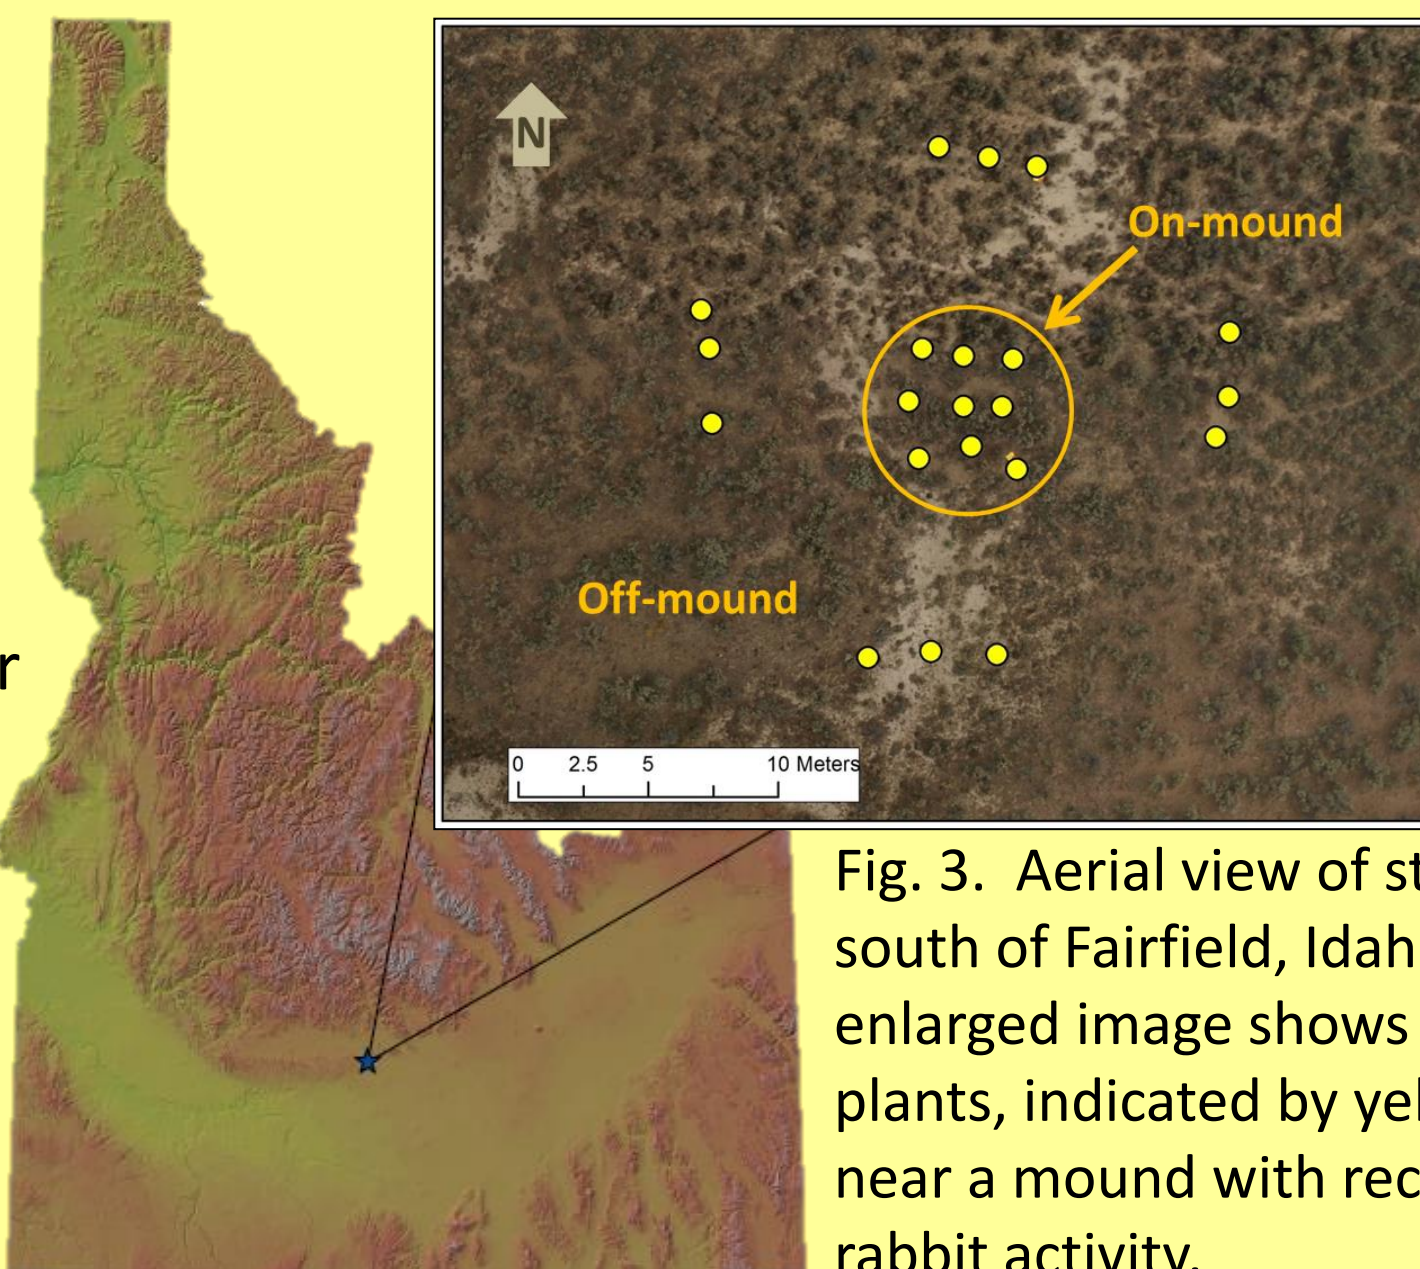 N
On-mound
Off-mound
0 2.5 5 10 Meters
r
Fig. 3. Aerial view of st
south of Fairfield, Idah
enlarged image shows
plants, indicated by yel
near a mound with rec
rabbit activity.